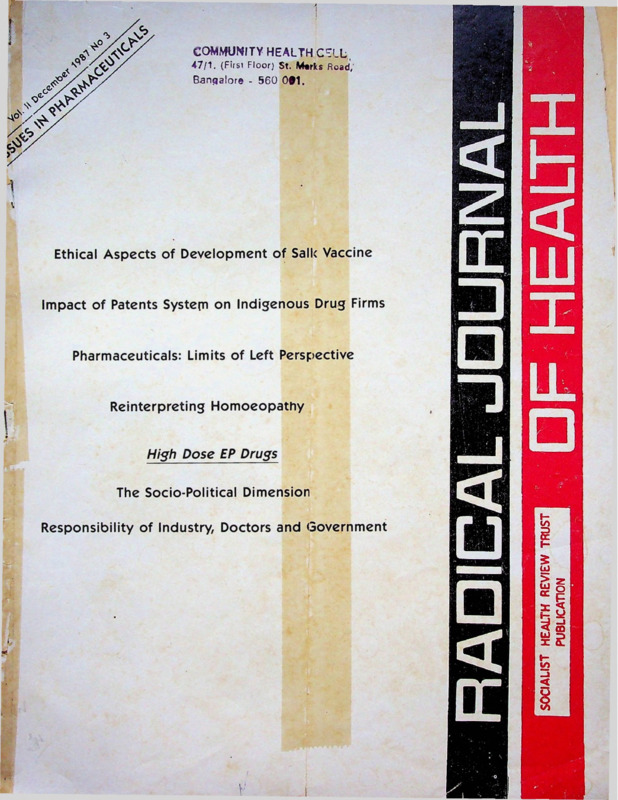 Vol. II December 1987 No 3
SSUES IN PHARMACEUTICALS
COMMUNITY HEALTH CELL
47/1, (First Floor) St. Marks Road,
Bangalore - 560 001.
Ethical Aspects of Development of Salk Vaccine
Impact of Patents System on Indigenous Drug Firms
Pharmaceuticals: Limits of Left Perspective
Reinterpreting Homoeopathy
High Dose EP Drugs
The Socio-Political Dimension
Responsibility of Industry, Doctors and Government
RADICAL JOURNAL
OF HEALTH
SOCIALIST HEALTH REVIEW TRUST
PUBLICATION